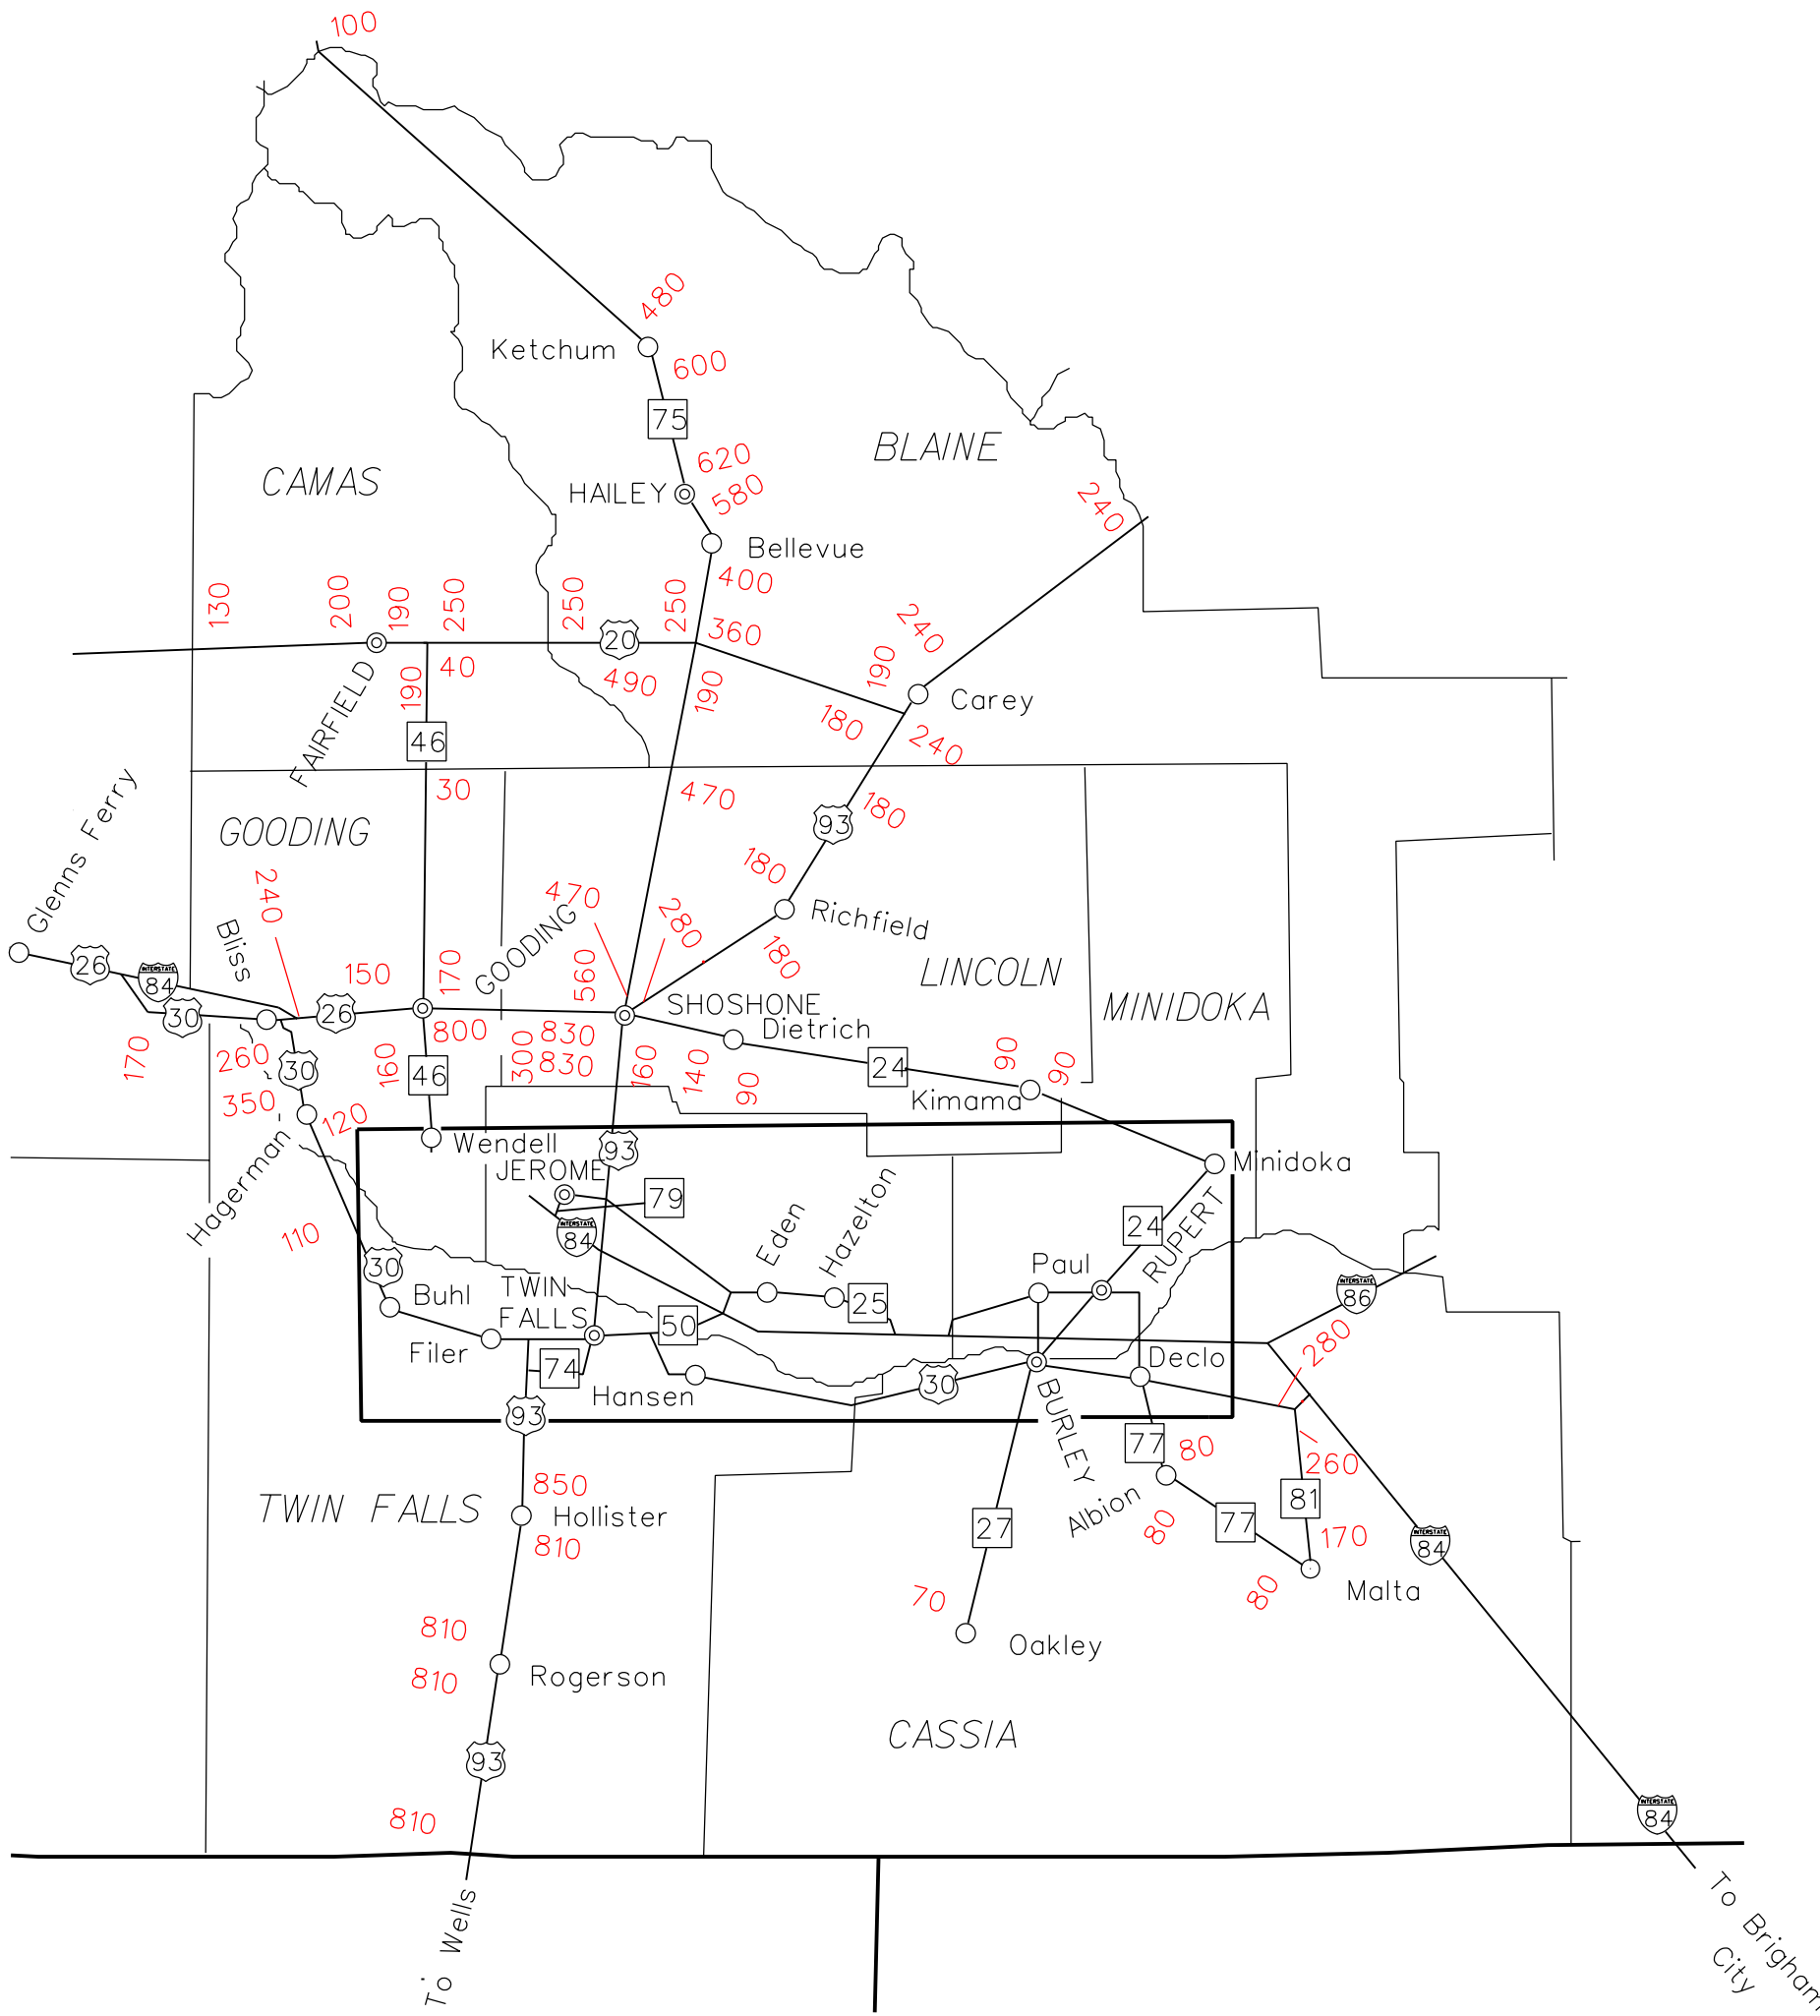 100
480
Ketchum
600
75
BLAINE
620
CAMAS
HAILEY
580
240
Bellevue
400
130
200
190
250
250
250
20
360
240
40
190
490
190
190
FAIRFIELD
Carey
180
240
46
30
470
180
93
Glenns Ferry
GOODING
180
240
470
280
Richfield
Bliss
GOODING
26
INTERSTATE
84
150
170
560
180
LINCOLN
MINIDOKA
30
26
SHOSHONE
800
830
Dietrich
170
260
30
160
46
300
830
160
140
90
24
90
90
350
120
Kimama
Hagerman
Wendell
93
JEROME
Minidoka
79
110
INTERSTATE
84
Eden
Hazelton
24
RUPERT
30
Buhl
TWIN
FALLS
Paul
25
50
INTERSTATE
86
Filer
74
Hansen
30
Declo
280
93
BURLEY
77
80
260
850
Hollister
TWIN FALLS
810
27
Albion
80
77
81
170
INTERSTATE
84
70
80
Malta
810
Oakley
810
Rogerson
CASSIA
93
810
INTERSTATE
84
To Wells
To Brigham
City